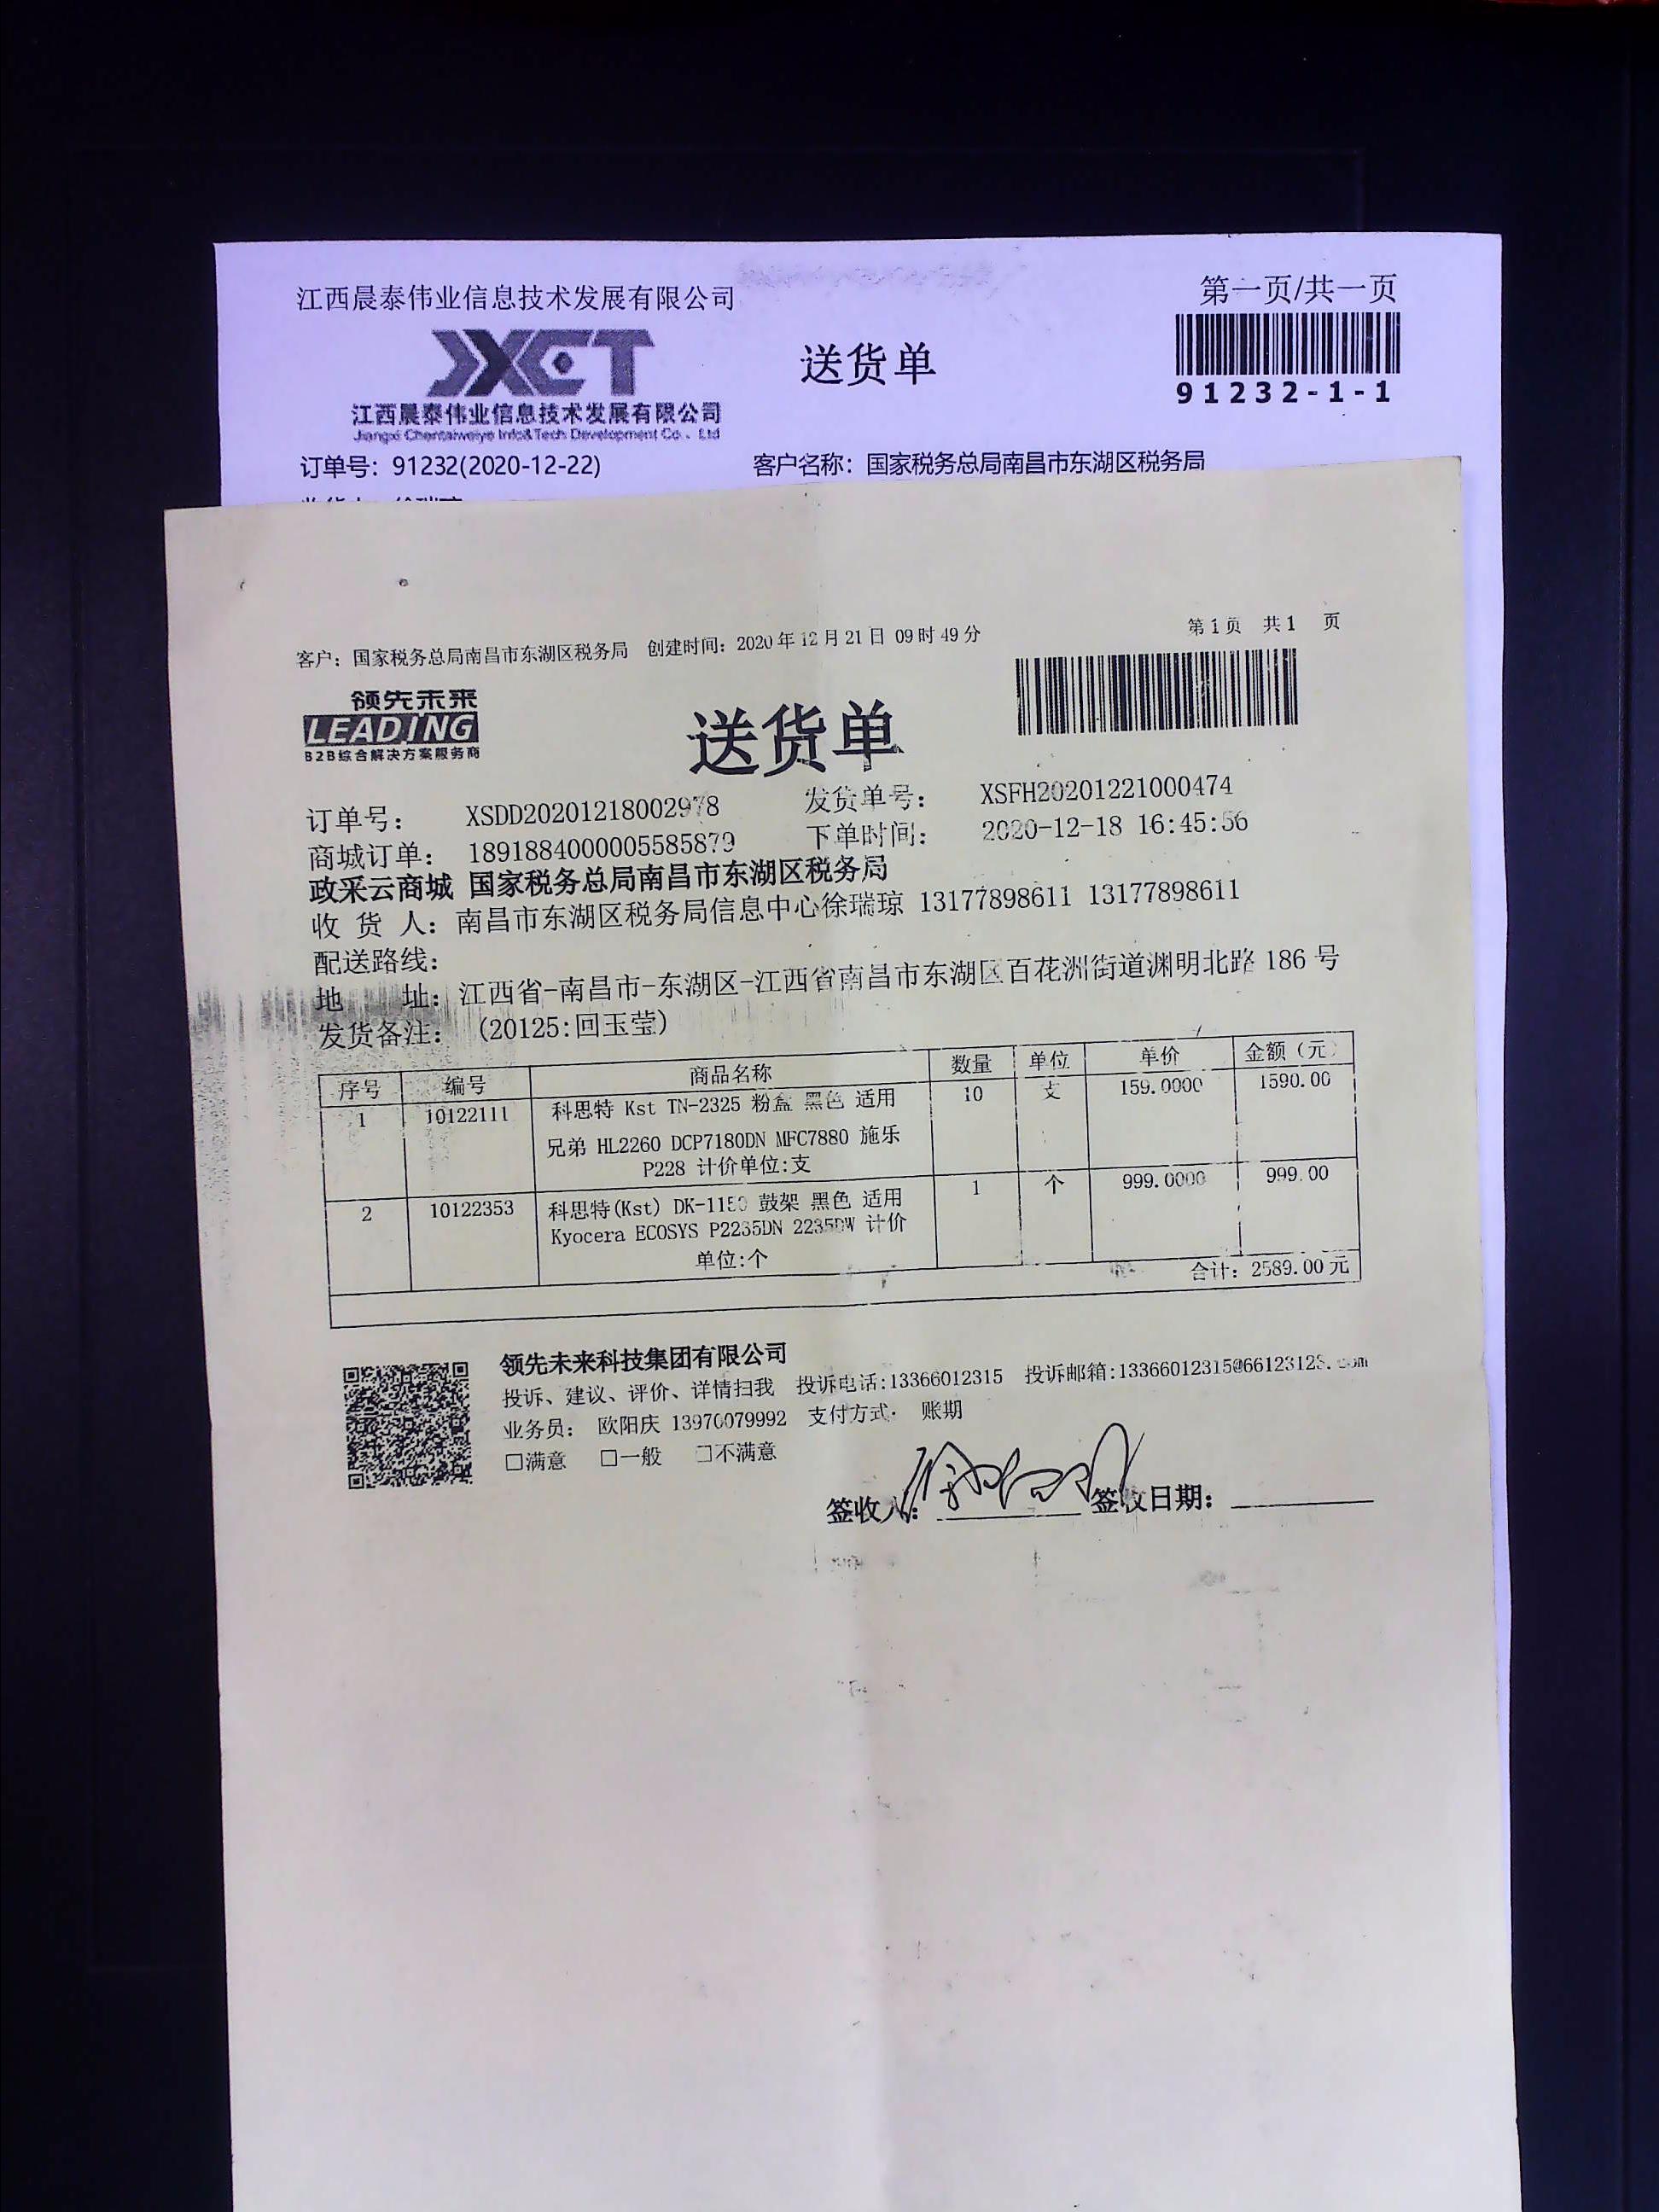 江西晨泰伟业信息技术发展有限公司
第一页/共一页
JXCT
送货单
江西晨泰伟业信息技术发展有限公司
Jiangxi Chentaiweiye Info&Tech Development Co., Ltd
91232-1-1
订单号：91232(2020-12-22)
客户名称：国家税务总局南昌市东湖区税务局
第1页 共1 页
客户：国家税务总局南昌市东湖区税务局 创建时间：2020年12月21日 09时49分
领先未来
LEADING
B2B综合解决方案服务商
送货单
订单号： XSDD20201218002978 发货单号： XSFH20201221000474
商城订单： 1891884000005585879 下单时间： 2020-12-18 16:45:56
政采云商城 国家税务总局南昌市东湖区税务局
收 货 人：南昌市东湖区税务局信息中心徐瑞琼 13177898611 13177898611
配送路线：
地 址：江西省-南昌市-东湖区-江西省南昌市东湖区百花洲街道渊明北路 186 号
发货备注： (20125:回玉莹)
序号 编号 商品名称 数量 单位 单价 金额（元）
1 10122111 科思特 Kst TN-2325 粉盒 黑色 适用 10 支 159.0000 1590.00
兄弟 HL2260 DCP7180DN MFC7880 施乐
P228 计价单位:支
2 10122353 科思特(Kst) DK-1150 鼓架 黑色 适用 1 个 999.0000 999.00
Kyocera ECOSYS P2235DN 2235DW 计价
单位:个
合计：2589.00元
领先未来科技集团有限公司
投诉、建议、评价、详情扫我 投诉电话:13366012315 投诉邮箱:13366012315@66123123.com
业务员： 欧阳庆 13970079992 支付方式： 账期
□满意 □一般 □不满意
签收人： 签收日期：